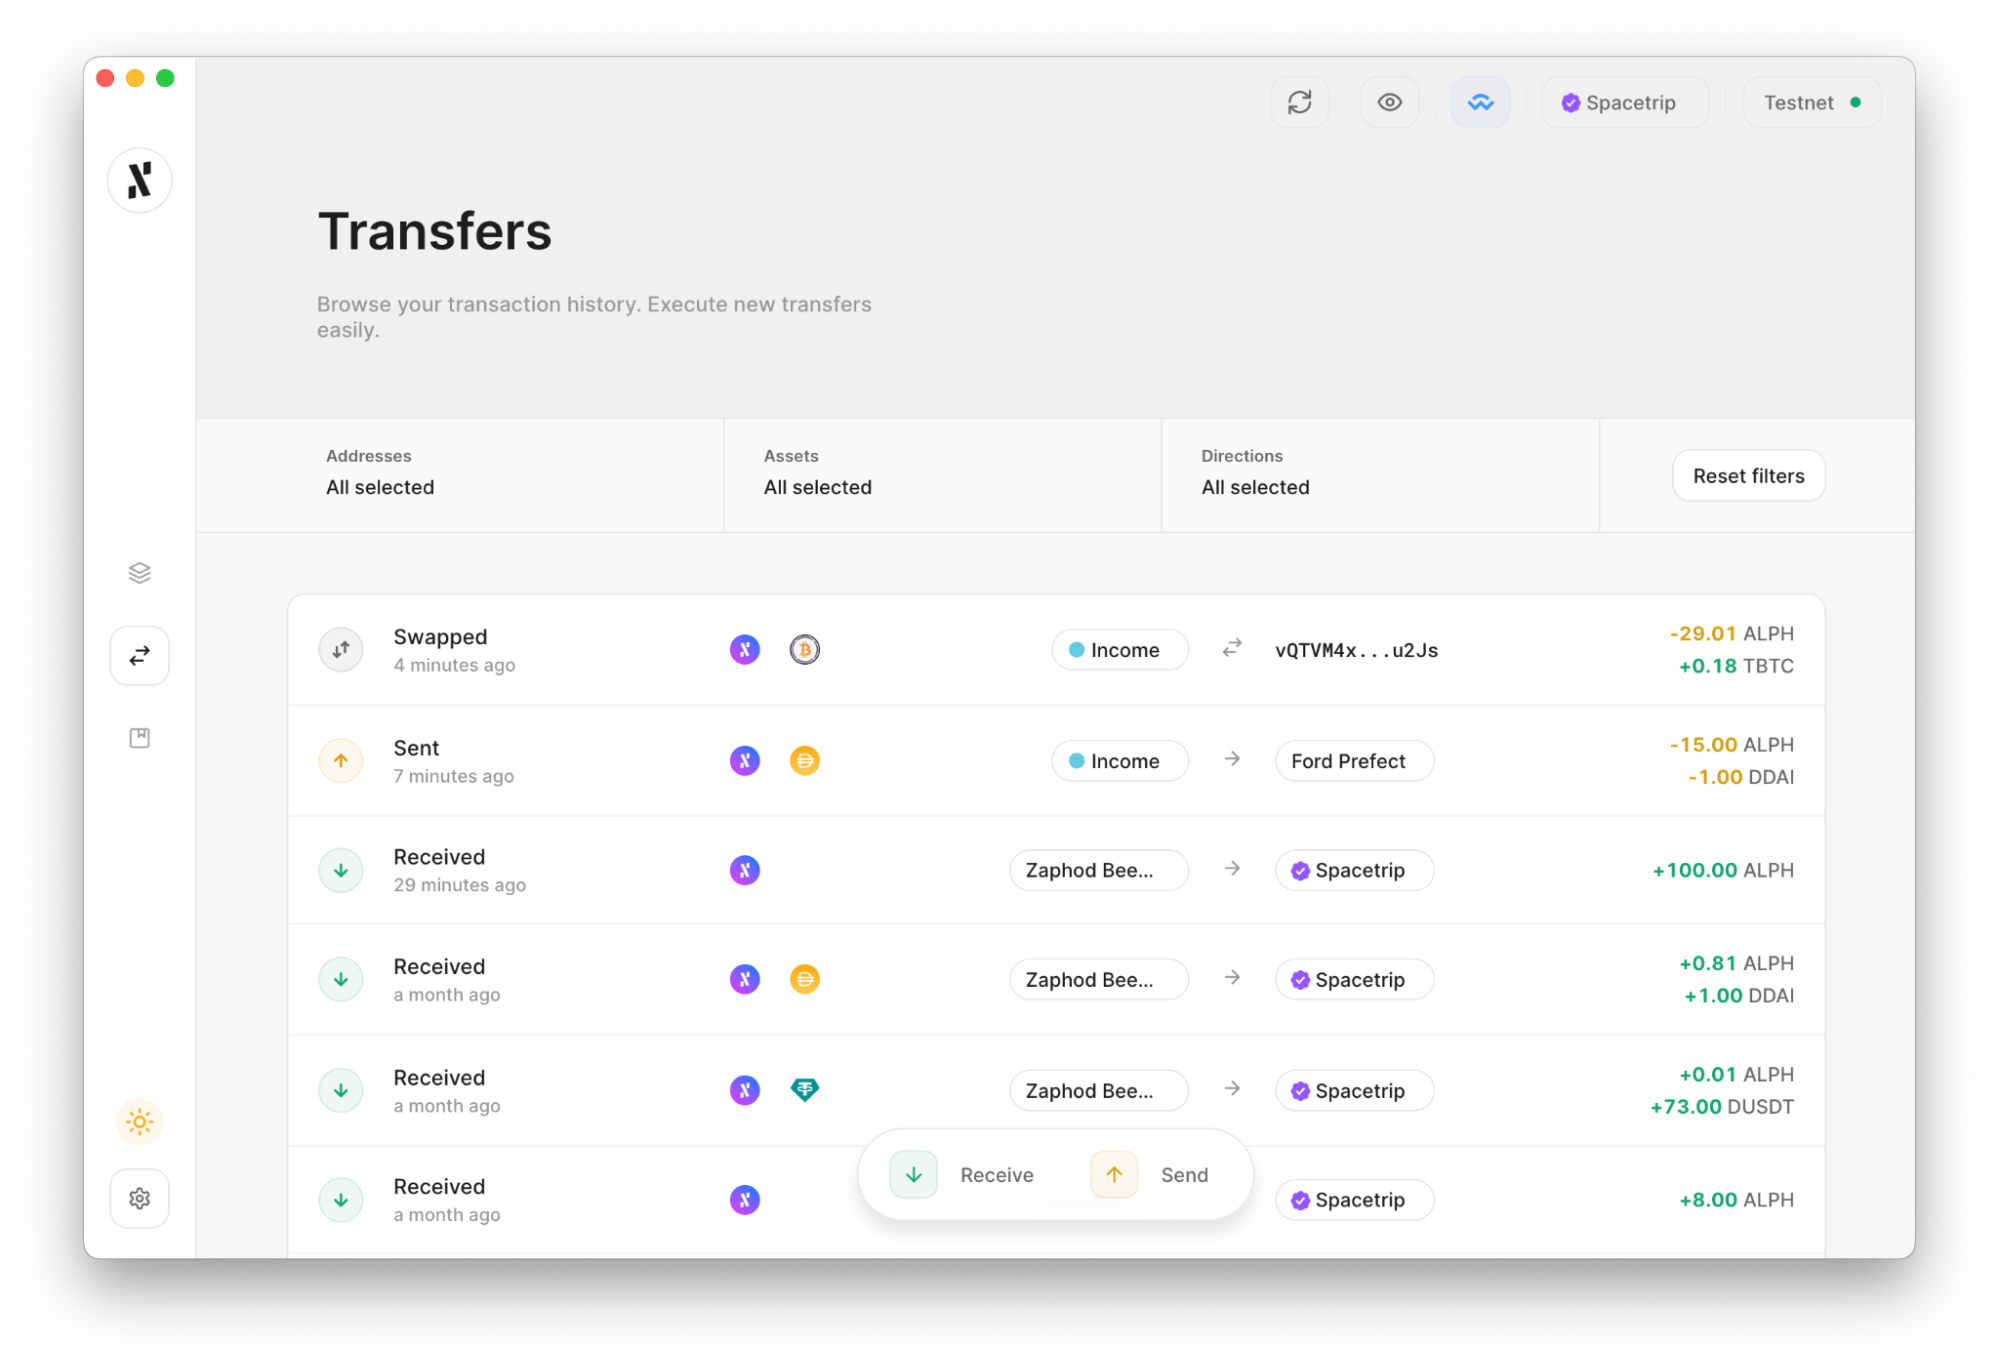 Spacetrip
Testnet
Transfers
Browse your transaction history. Execute new transfers
easily.
Addresses
All selected
Assets
All selected
Directions
All selected
Reset filters
Swapped
4 minutes ago
Income
vQTVM4x...u2Js
-29.01 ALPH
+0.18 TBTC
Sent
7 minutes ago
Income
Ford Prefect
-15.00 ALPH
-1.00 DDAI
Received
29 minutes ago
Zaphod Bee...
Spacetrip
+100.00 ALPH
Received
a month ago
Zaphod Bee...
Spacetrip
+0.81 ALPH
+1.00 DDAI
Received
a month ago
Zaphod Bee...
Spacetrip
+0.01 ALPH
+73.00 DUSDT
Received
a month ago
Spacetrip
+8.00 ALPH
Receive
Send